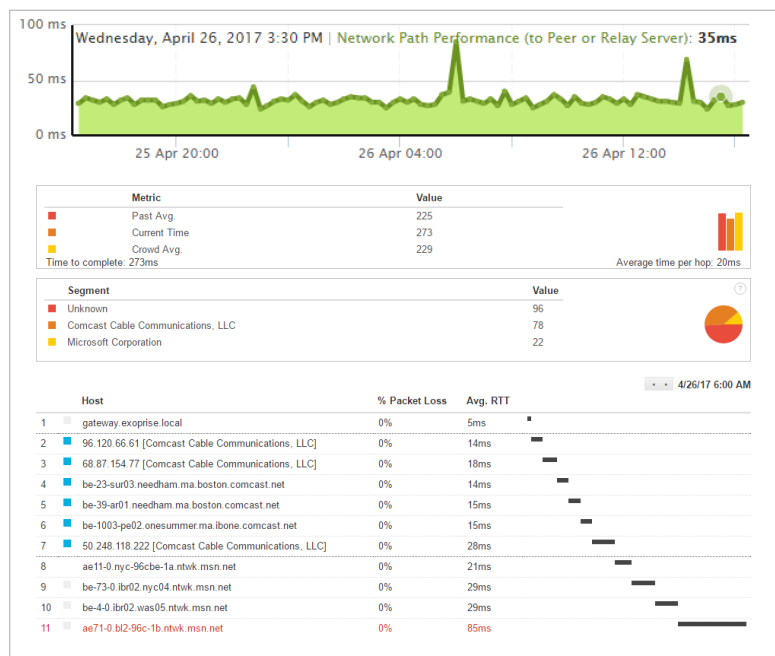 100 ms
Wednesday, April 26, 2017 3:30 PM | Network Path Performance (to Peer or Relay Server): 35ms
50 ms
0 ms
25 Apr 20:00 26 Apr 04:00 26 Apr 12:00
Metric Value
Past Avg. 225
Current Time 273
Crowd Avg. 229
Time to complete: 273ms Average time per hop: 20ms
Segment Value ?
Unknown 96
Comcast Cable Communications, LLC 78
Microsoft Corporation 22
4/26/17 6:00 AM
Host % Packet Loss Avg. RTT
1 gateway.exoprise.local 0% 5ms
2 96.120.66.61 [Comcast Cable Communications, LLC] 0% 14ms
3 68.87.154.77 [Comcast Cable Communications, LLC] 0% 18ms
4 be-23-sur03.needham.ma.boston.comcast.net 0% 14ms
5 be-39-ar01.needham.ma.boston.comcast.net 0% 15ms
6 be-1003-pe02.onesummer.ma.ibone.comcast.net 0% 15ms
7 50.248.118.222 [Comcast Cable Communications, LLC] 0% 28ms
8 ae11-0.nyc-96cbe-1a.ntwk.msn.net 0% 21ms
9 be-73-0.ibr02.nyc04.ntwk.msn.net 0% 29ms
10 be-4-0.ibr02.was05.ntwk.msn.net 0% 29ms
11 ae71-0.bl2-96c-1b.ntwk.msn.net 0% 85ms